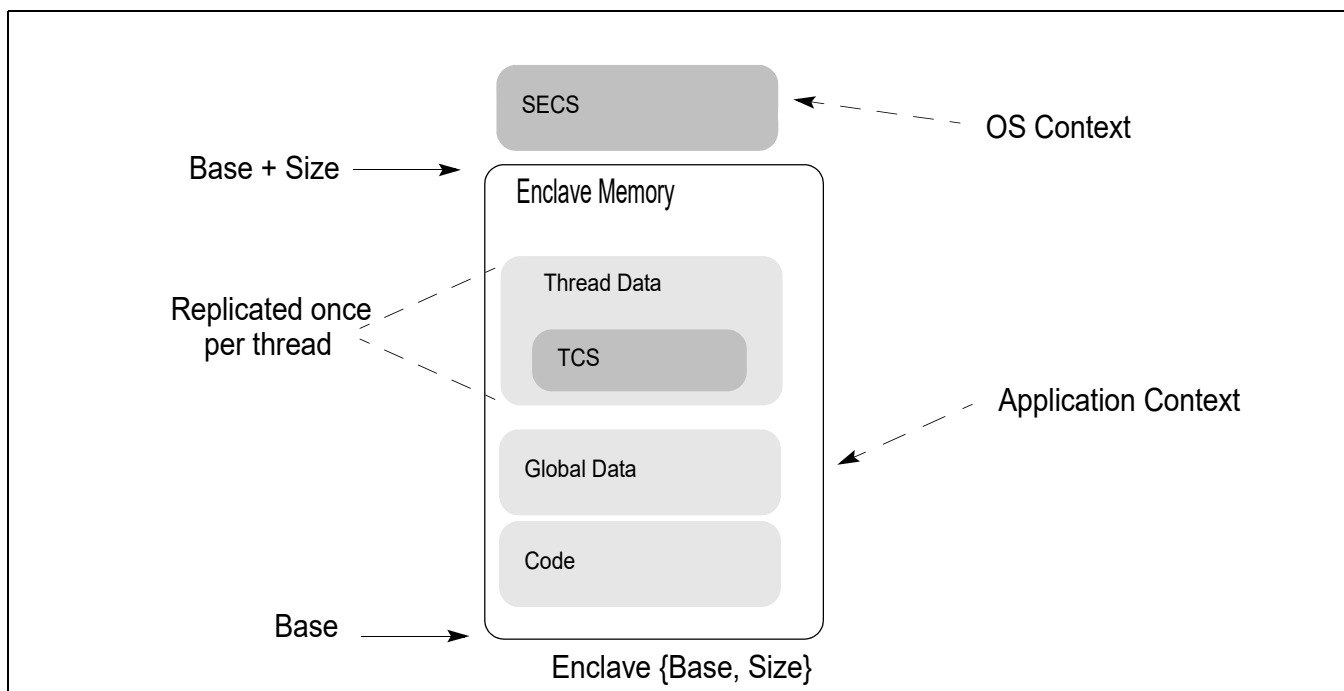 SECS
OS Context
Base + Size
Enclave Memory
Thread Data
Replicated once
per thread
TCS
Application Context
Global Data
Code
Base
Enclave {Base, Size}